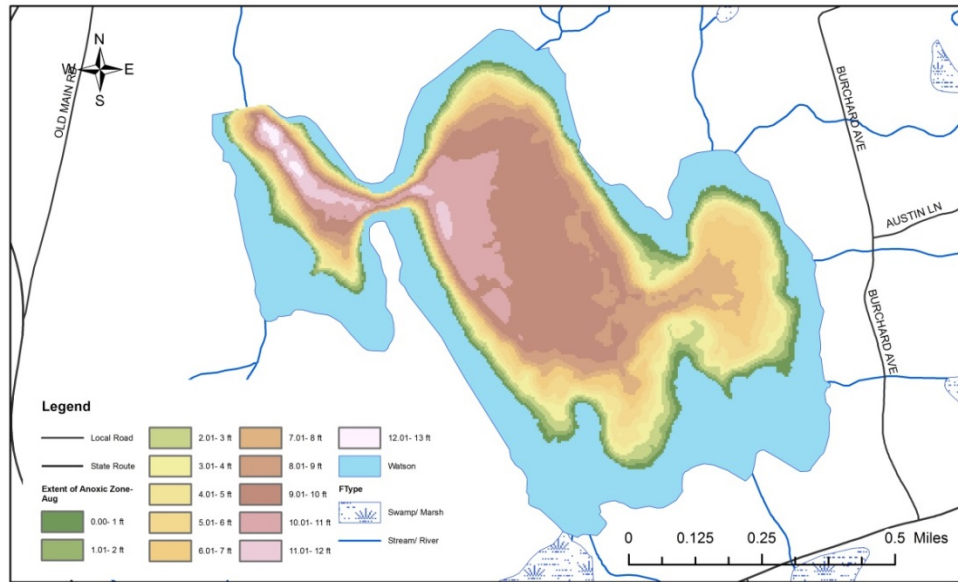 N
W E
S
OLD MAIN RD
BURCHARD AVE
AUSTIN LN
BURCHARD AVE
Legend
Local Road
State Route
Extent of Anoxic Zone-
Aug
0.00- 1 ft
1.01- 2 ft
2.01- 3 ft
3.01- 4 ft
4.01- 5 ft
5.01- 6 ft
6.01- 7 ft
7.01- 8 ft
8.01- 9 ft
9.01- 10 ft
10.01- 11 ft
11.01- 12 ft
12.01- 13 ft
Watson
FType
Swamp/ Marsh
Stream/ River
0 0.125 0.25 0.5 Miles